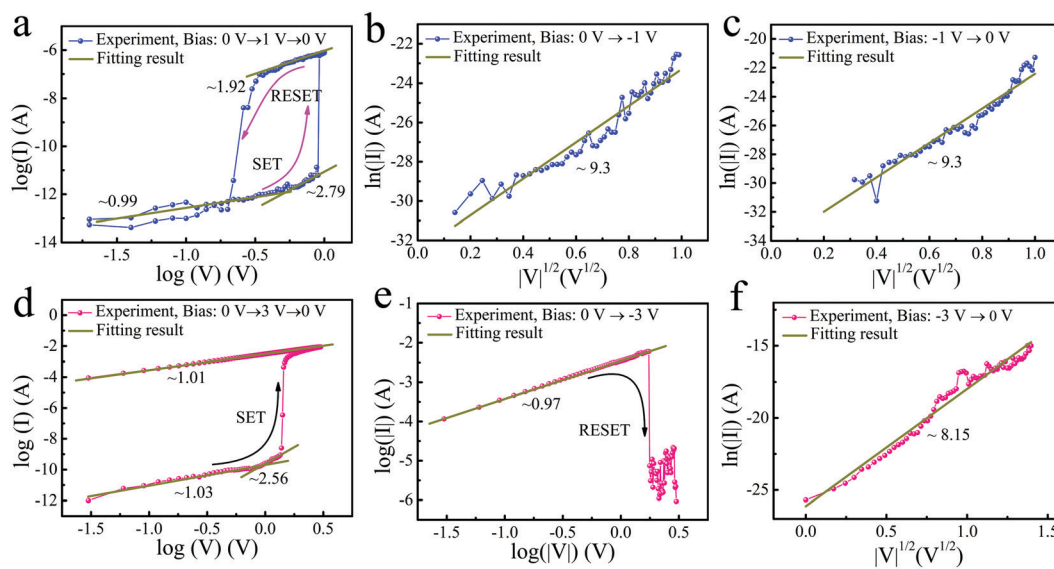 a
Experiment, Bias: 0 V→1 V→0 V
Fitting result
~1.92
RESET
SET
~0.99
~2.79
-6
-8
-10
-12
-14
log(I) (A)
-1.5
-1.0
-0.5
0.0
log (V) (V)
b
Experiment, Bias: 0 V→ -1 V
Fitting result
~ 9.3
-22
-24
-26
-28
-30
-32
ln(|I|) (A)
0.0
0.2
0.4
0.6
0.8
1.0
|V|^1/2(V^1/2)
c
Experiment, Bias: -1 V→ 0 V
Fitting result
~ 9.3
-20
-22
-24
-26
-28
-30
-32
-34
ln(|I|) (A)
0.0
0.2
0.4
0.6
0.8
1.0
|V|^1/2(V^1/2)
d
Experiment, Bias: 0 V→3 V→0 V
Fitting result
~1.01
SET
~1.03
~2.56
0
-2
-4
-6
-8
-10
-12
log (I) (A)
-1.5
-1.0
-0.5
0.0
0.5
log (V) (V)
e
Experiment, Bias: 0 V→ -3 V
Fitting result
~0.97
RESET
-1
-2
-3
-4
-5
-6
log(|I|) (A)
-1.5
-1.0
-0.5
0.0
0.5
log(|V|) (V)
f
Experiment, Bias: -3 V→ 0 V
Fitting result
~ 8.15
-15
-20
-25
ln(|I|) (A)
0.0
0.5
1.0
1.5
|V|^1/2(V^1/2)